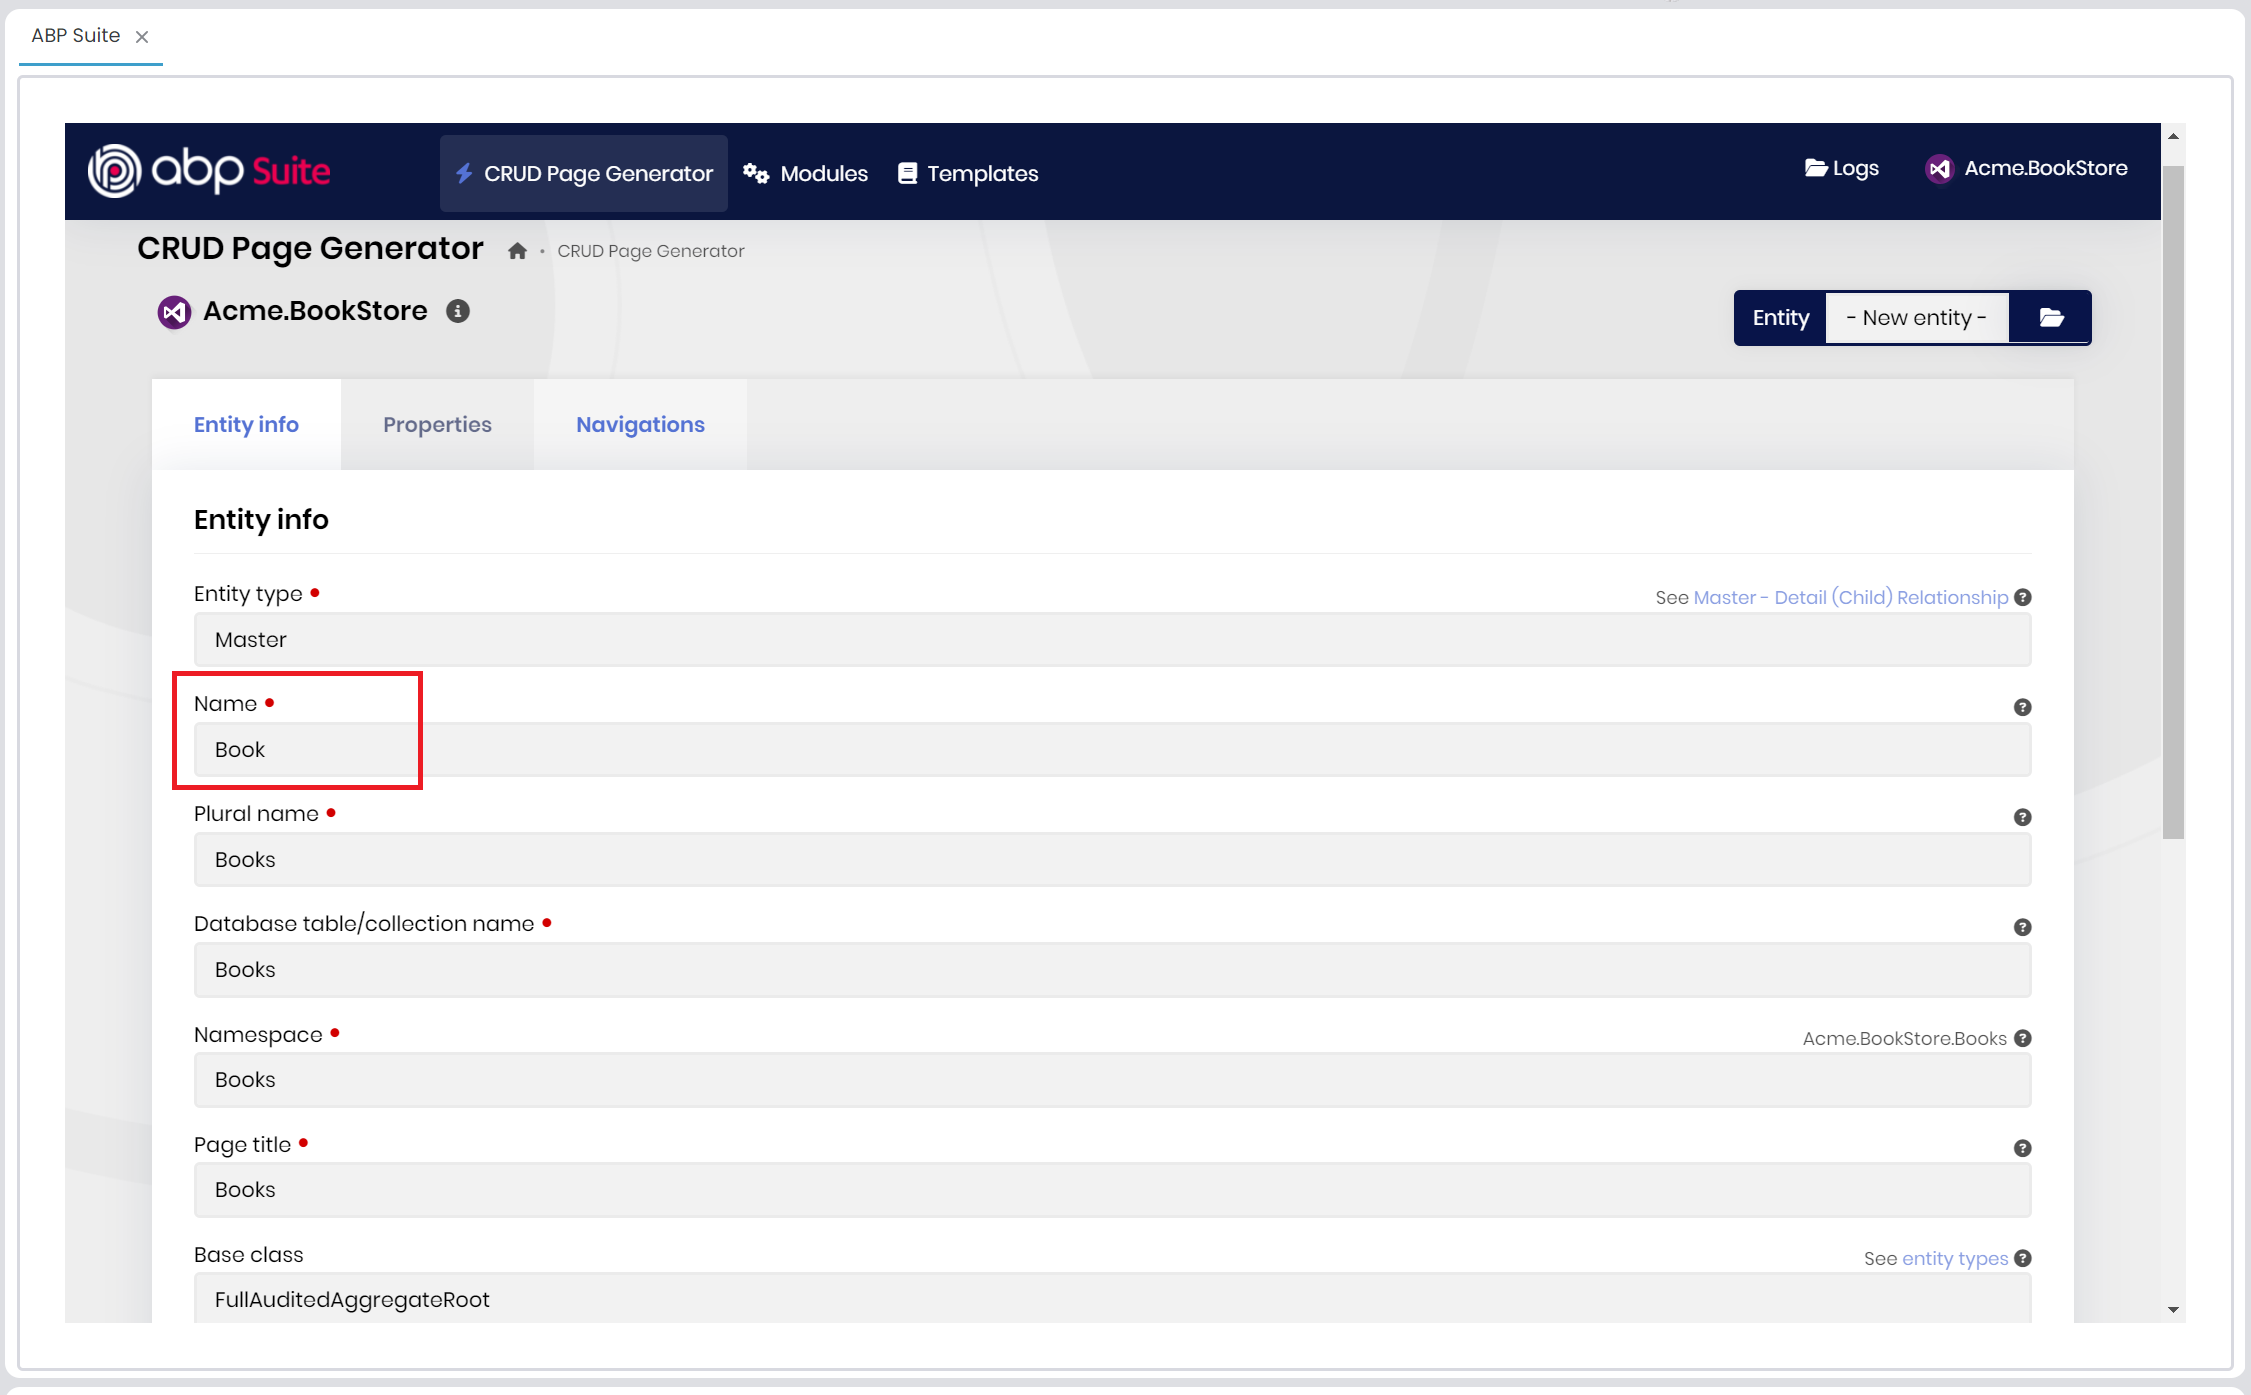 ABP Suite
abp Suite
CRUD Page Generator
Modules
Templates
Logs
Acme.BookStore
CRUD Page Generator
CRUD Page Generator
Acme.BookStore
Entity
- New entity -
Entity info
Properties
Navigations
Entity info
Entity type
See Master - Detail (Child) Relationship
Master
Name
Book
Plural name
Books
Database table/collection name
Books
Namespace
Acme.BookStore.Books
Books
Page title
Books
Base class
See entity types
FullAuditedAggregateRoot